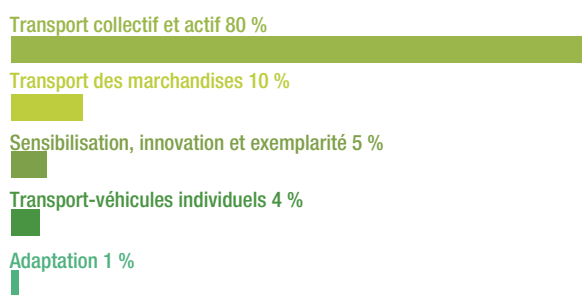 Transport collectif et actif 80 %
Transport des marchandises 10 %
Sensibilisation, innovation et exemplarité 5 %
Transport-véhicules individuels 4 %
Adaptation 1 %